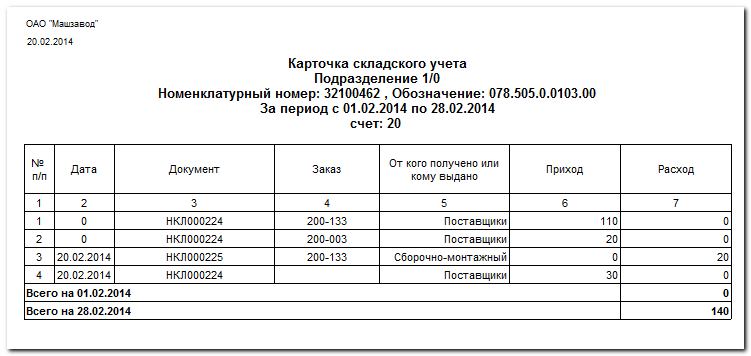 ОАО "Машзавод"
20.02.2014
Карточка складского учета
Подразделение 1/0
Номенклатурный номер: 32100462 , Обозначение: 078.505.0.0103.00
За период с 01.02.2014 по 28.02.2014
счет: 20
№ п/п Дата Документ Заказ От кого получено или кому выдано Приход Расход
1 2 3 4 5 6 7
1 0 НКЛ000224 200-133 Поставщики 110 0
2 0 НКЛ000224 200-003 Поставщики 20 0
3 20.02.2014 НКЛ000225 200-133 Сборочно-монтажный 0 20
4 20.02.2014 НКЛ000224 Поставщики 30 0
Всего на 01.02.2014 0
Всего на 28.02.2014 140